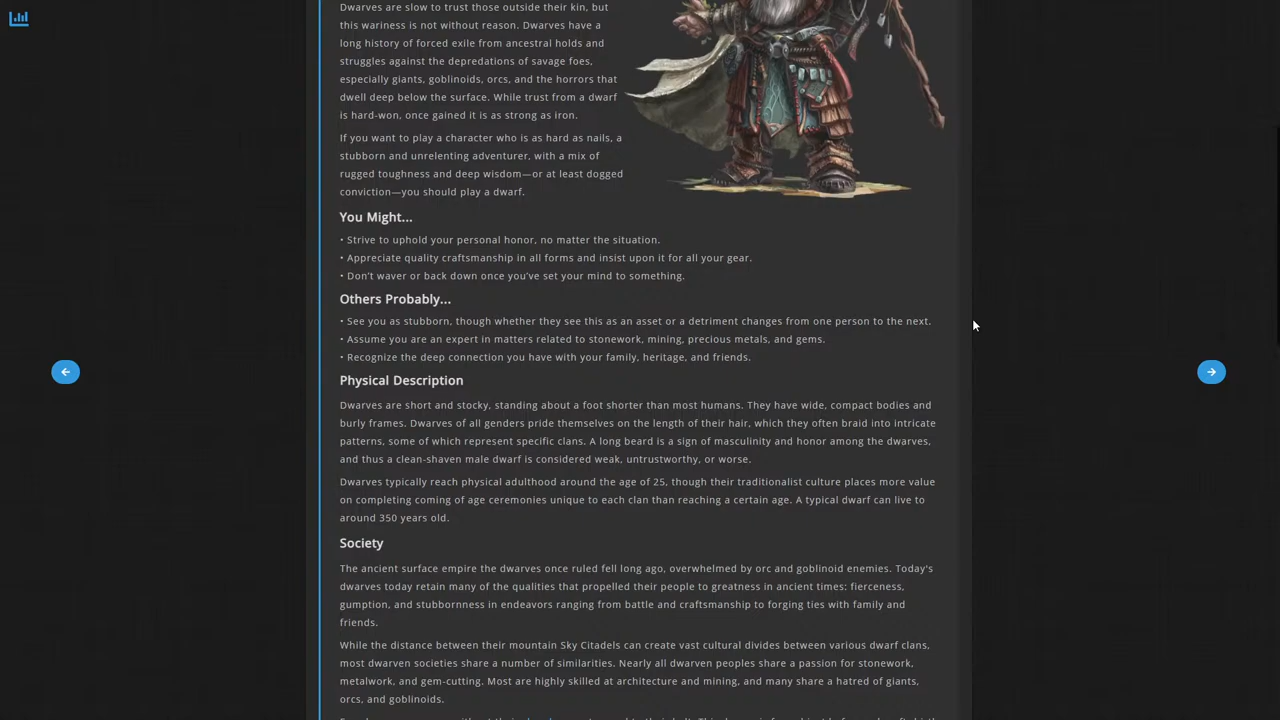 Dwarves are slow to trust those outside their kin, but
this wariness is not without reason. Dwarves have a
long history of forced exile from ancestral holds and
struggles against the depredations of savage foes,
especially giants, goblinoids, orcs, and the horrors that
dwell deep below the surface. While trust from a dwarf
is hard-won, once gained it is as strong as iron.
If you want to play a character who is as hard as nails, a
stubborn and unrelenting adventurer, with a mix of
rugged toughness and deep wisdom—or at least dogged
conviction—you should play a dwarf.
You Might...
• Strive to uphold your personal honor, no matter the situation.
• Appreciate quality craftsmanship in all forms and insist upon it for all your gear.
• Don't waver or back down once you've set your mind to something.
Others Probably...
• See you as stubborn, though whether they see this as an asset or a detriment changes from one person to the next.
• Assume you are an expert in matters related to stonework, mining, precious metals, and gems.
• Recognize the deep connection you have with your family, heritage, and friends.
Physical Description
Dwarves are short and stocky, standing about a foot shorter than most humans. They have wide, compact bodies and
burly frames. Dwarves of all genders pride themselves on the length of their hair, which they often braid into intricate
patterns, some of which represent specific clans. A long beard is a sign of masculinity and honor among the dwarves,
and thus a clean-shaven male dwarf is considered weak, untrustworthy, or worse.
Dwarves typically reach physical adulthood around the age of 25, though their traditionalist culture places more value
on completing coming of age ceremonies unique to each clan than reaching a certain age. A typical dwarf can live to
around 350 years old.
Society
The ancient surface empire the dwarves once ruled fell long ago, overwhelmed by orc and goblinoid enemies. Today's
dwarves today retain many of the qualities that propelled their people to greatness in ancient times: fierceness,
gumption, and stubbornness in endeavors ranging from battle and craftsmanship to forging ties with family and
friends.
While the distance between their mountain Sky Citadels can create vast cultural divides between various dwarf clans,
most dwarven societies share a number of similarities. Nearly all dwarven peoples share a passion for stonework,
metalwork, and gem-cutting. Most are highly skilled at architecture and mining, and many share a hatred of giants,
orcs, and goblinoids.